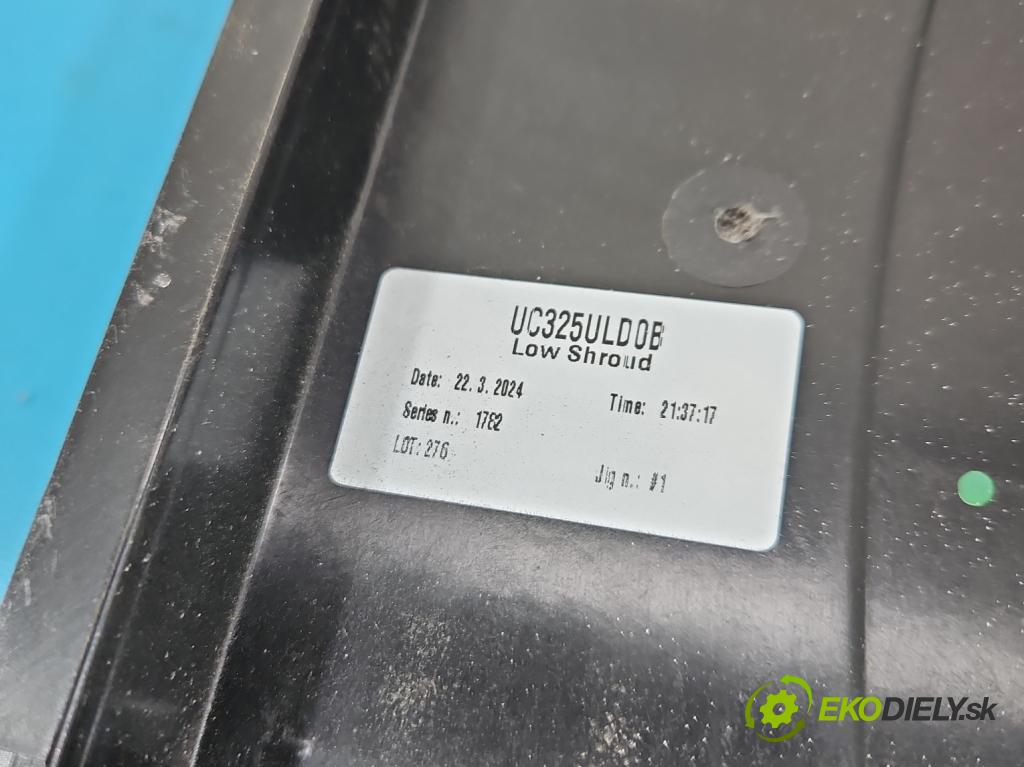 UC325ULD0B
Low Shroud
Date: 22.3.2024 Time: 21:37:17
Series n.: 1762
LOT: 276
Jig n.: #1
EKODIELY.sk